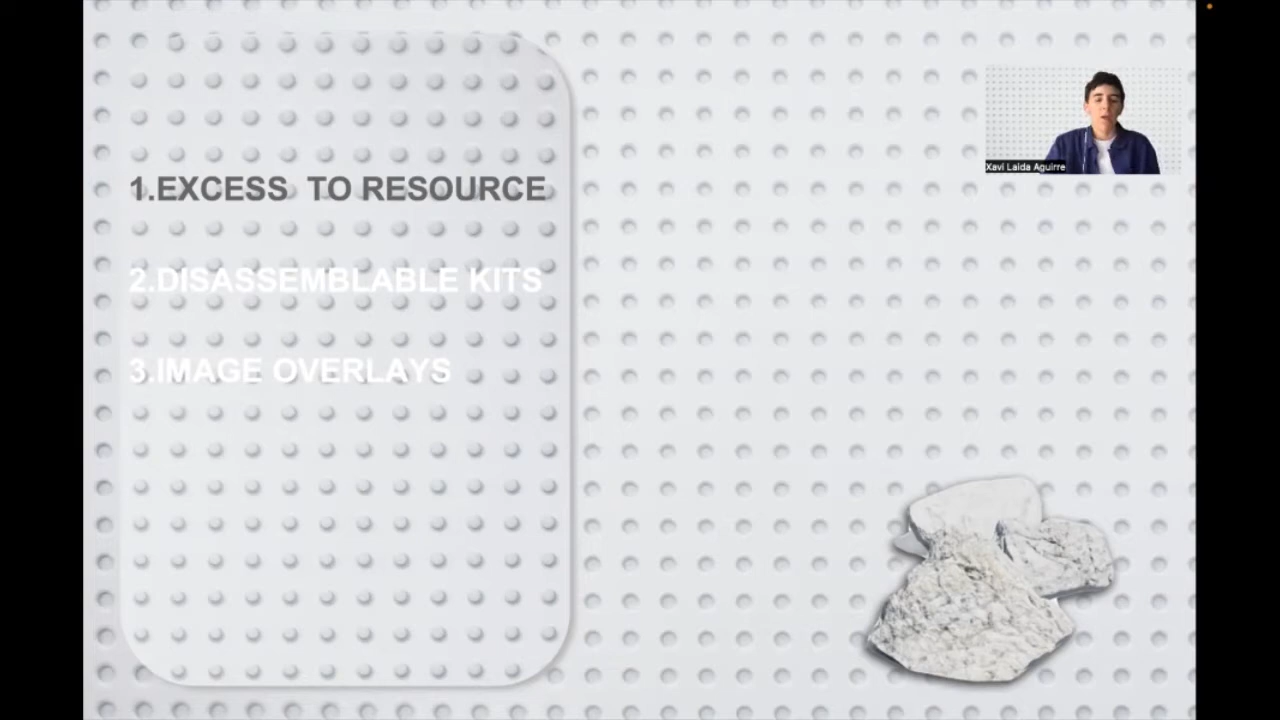 1.EXCESS TO RESOURCE
2.DISASSEMBLABLE KITS
3.IMAGE OVERLAYS
Xavi Laida Aguirre